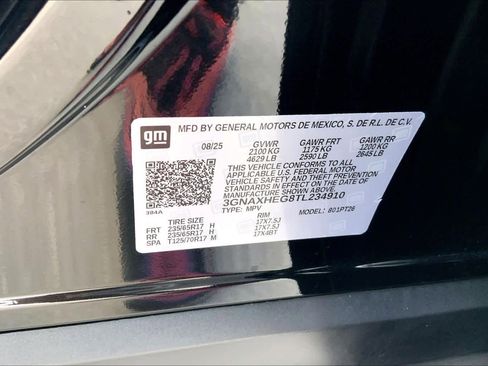 gm
MFD BY GENERAL MOTORS DE MEXICO, S. DE R.L. DE C.V.
08/25 GVWR GAWR FRT GAWR RR
2100 KG 1175 KG 1200 KG
4629 LB 2590 LB 2645 LB
THIS VEHICLE CONFORMS TO ALL
APPLICABLE U.S. FEDERAL MOTOR
VEHICLE SAFETY AND THEFT PREVENTION
STANDARDS IN EFFECT ON THE DATE OF
MANUFACTURE SHOWN ABOVE.
3GNAXHEG8TL234910
394A TYPE: MPV MODEL: 801PT26
TIRE SIZE RIM
FRT 235/65R17 H 17X7.5J
RR 235/65R17 H 17X7.5J
SPA T125/70R17 M 17X4BT